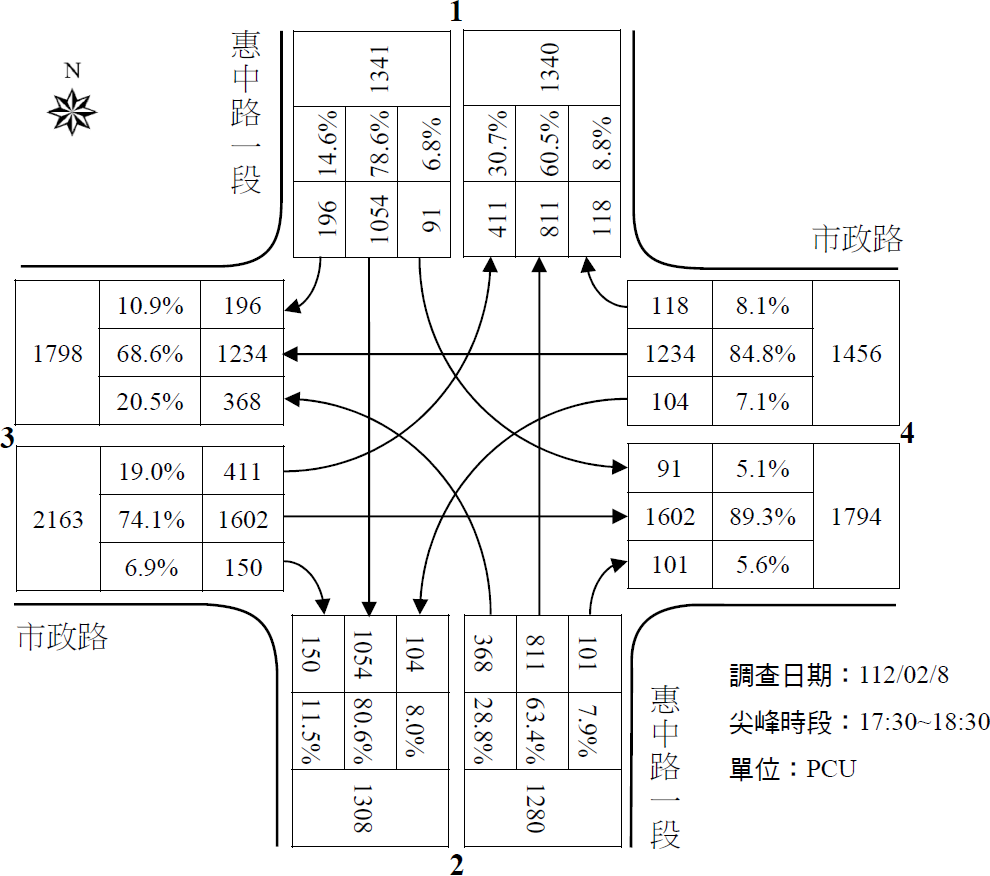 1
N
惠中路一段
1341
1340
14.6% 78.6% 6.8%
30.7% 60.5% 8.8%
196 1054 91
411 811 118
市政路
1798
10.9% 196
68.6% 1234
20.5% 368
118 8.1%
1234 84.8%
104 7.1%
1456
3
4
2163
19.0% 411
74.1% 1602
6.9% 150
91 5.1%
1602 89.3%
101 5.6%
1794
市政路
150 1054 104
368 811 101
11.5% 80.6% 8.0%
28.8% 63.4% 7.9%
1308
1280
惠中路一段
調查日期：112/02/8
尖峰時段：17:30~18:30
單位：PCU
2